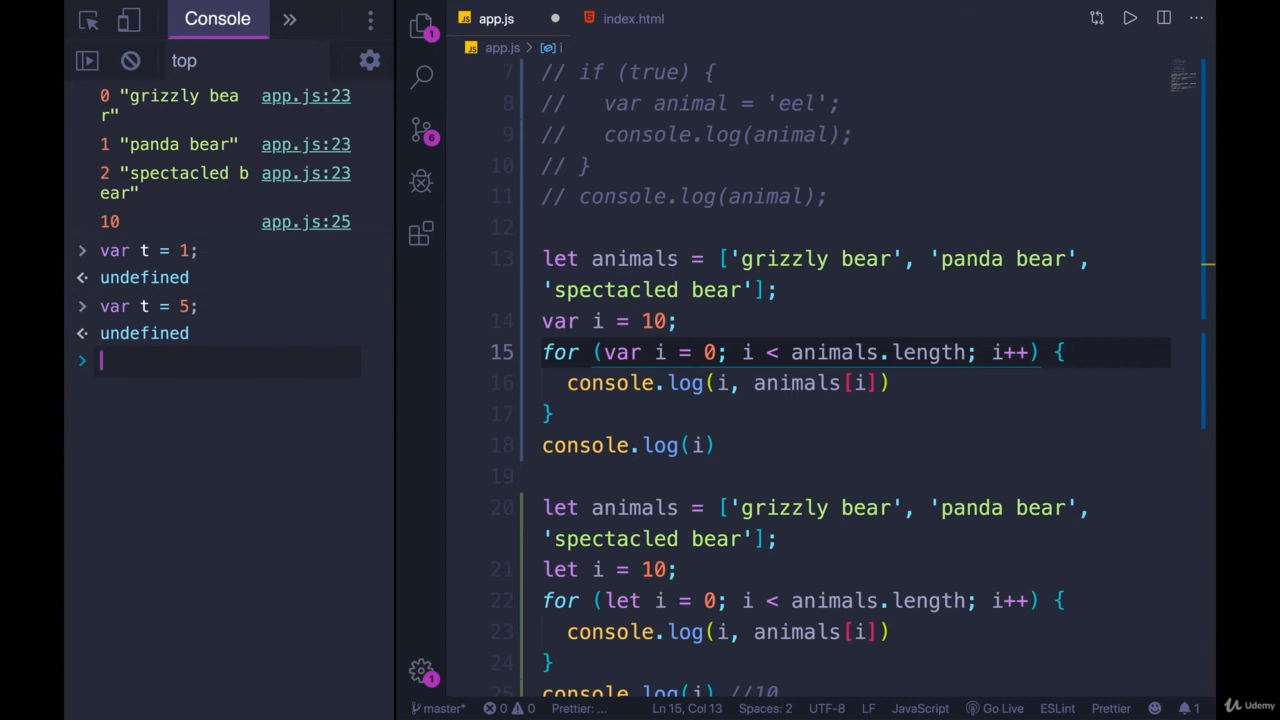 Console
top
0 "grizzly bea
r"
app.js:23
1 "panda bear"
app.js:23
2 "spectacled b
ear"
app.js:23
10
app.js:25
> var t = 1;
undefined
> var t = 5;
undefined
>
1
6
1
app.js
index.html
app.js > i
7 // if (true) {
8 //   var animal = 'eel';
9 //   console.log(animal);
10 // }
11 // console.log(animal);
12
13 let animals = ['grizzly bear', 'panda bear',
'spectacled bear'];
14 var i = 10;
15 for (var i = 0; i < animals.length; i++) {
16   console.log(i, animals[i])
17 }
18 console.log(i)
19
20 let animals = ['grizzly bear', 'panda bear',
'spectacled bear'];
21 let i = 10;
22 for (let i = 0; i < animals.length; i++) {
23   console.log(i, animals[i])
24 }
25 console.log(i) //10
master* 0 0 Prettier: ... Ln 15, Col 13 Spaces: 2 UTF-8 LF JavaScript Go Live ESLint Prettier 1
Udemy